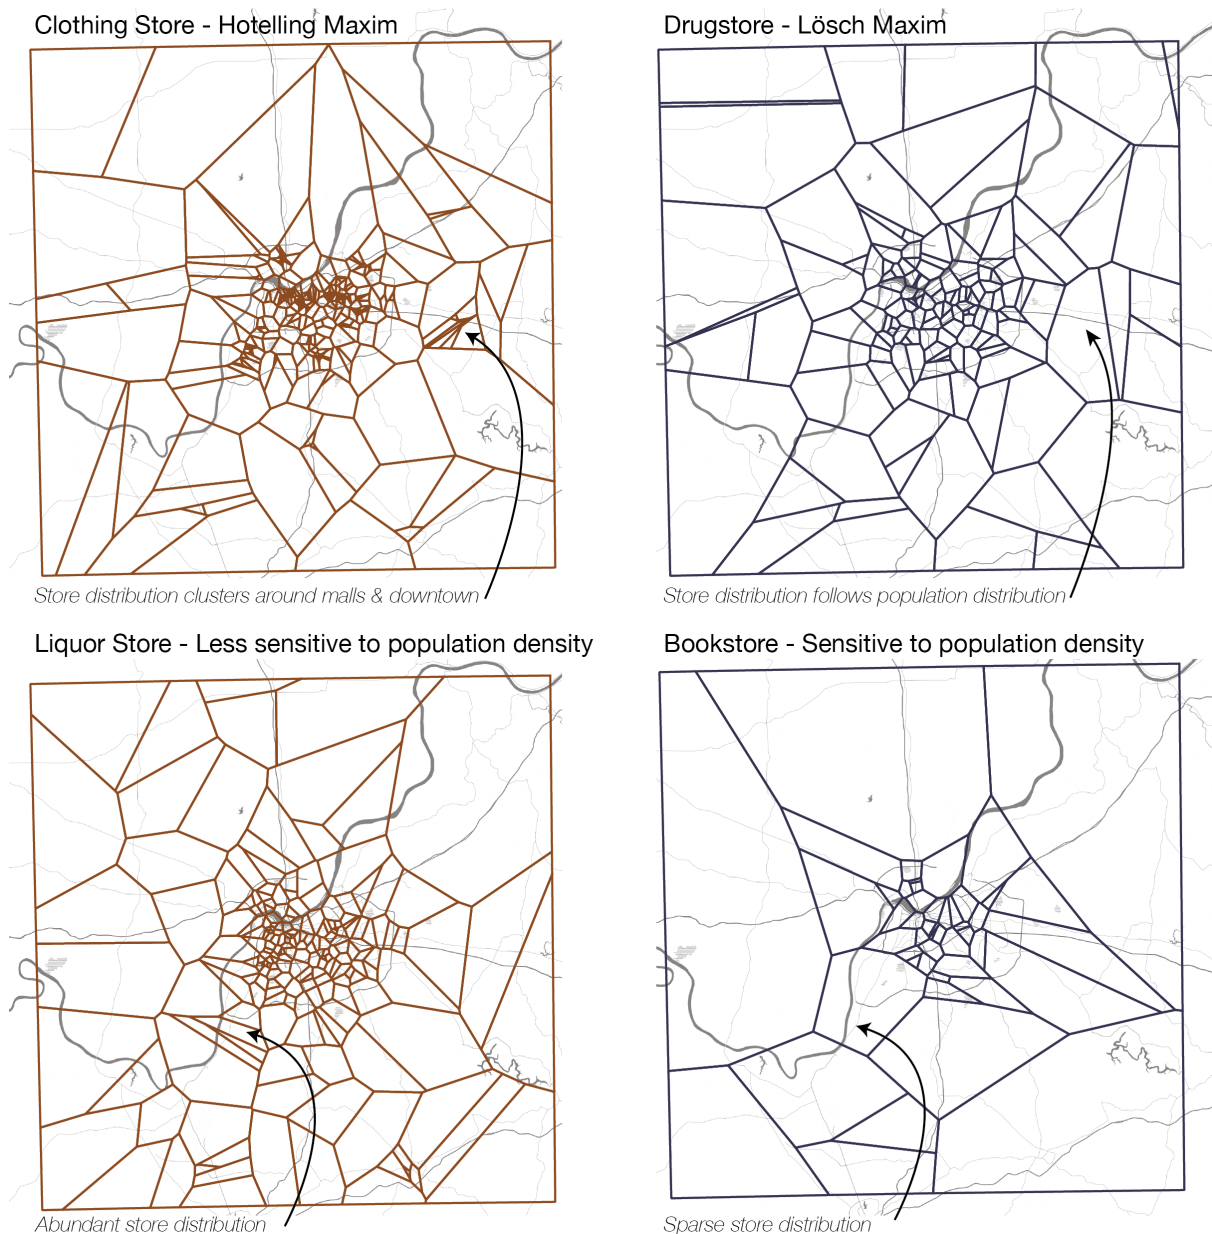 Clothing Store - Hotelling Maxim
Drugstore - Lösch Maxim
Store distribution clusters around malls & downtown
Store distribution follows population distribution
Liquor Store - Less sensitive to population density
Bookstore - Sensitive to population density
Abundant store distribution
Sparse store distribution